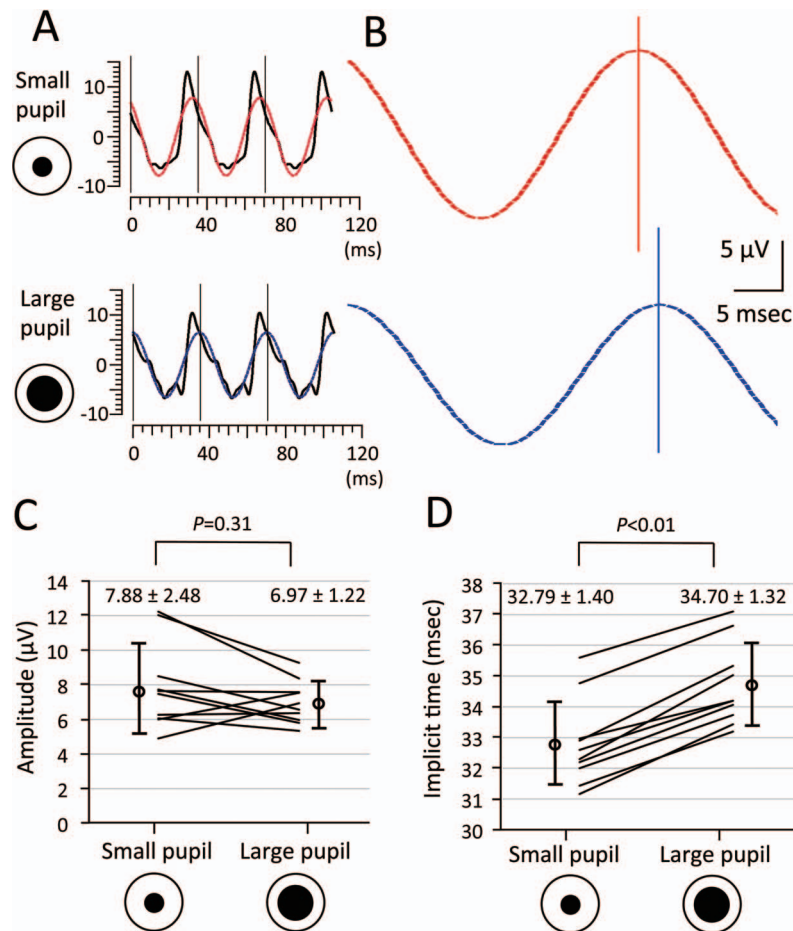 A
B
Small pupil
10
0
-10
0 40 80 120
(ms)
5 µV
5 msec
Large pupil
10
0
-10
0 40 80 120
(ms)
C
P=0.31
7.88 ± 2.48 6.97 ± 1.22
14
12
10
8
6
4
2
0
Amplitude (µV)
Small pupil Large pupil
D
P<0.01
32.79 ± 1.40 34.70 ± 1.32
38
37
36
35
34
33
32
31
30
Implicit time (msec)
Small pupil Large pupil